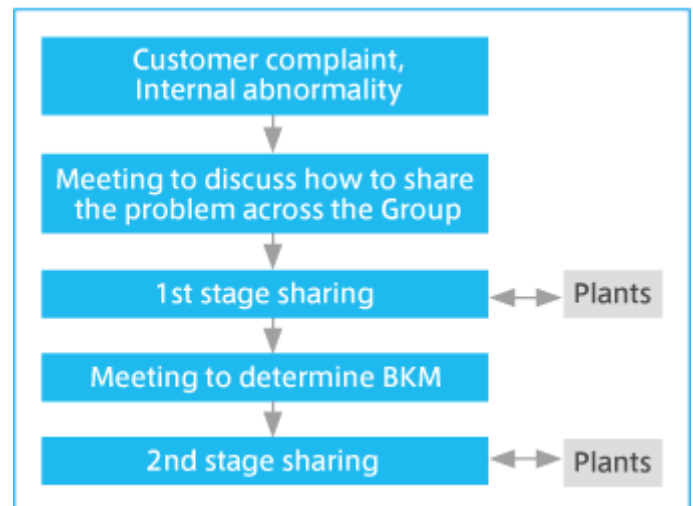 Customer complaint,
Internal abnormality
Meeting to discuss how to share
the problem across the Group
1st stage sharing
Plants
Meeting to determine BKM
2nd stage sharing
Plants